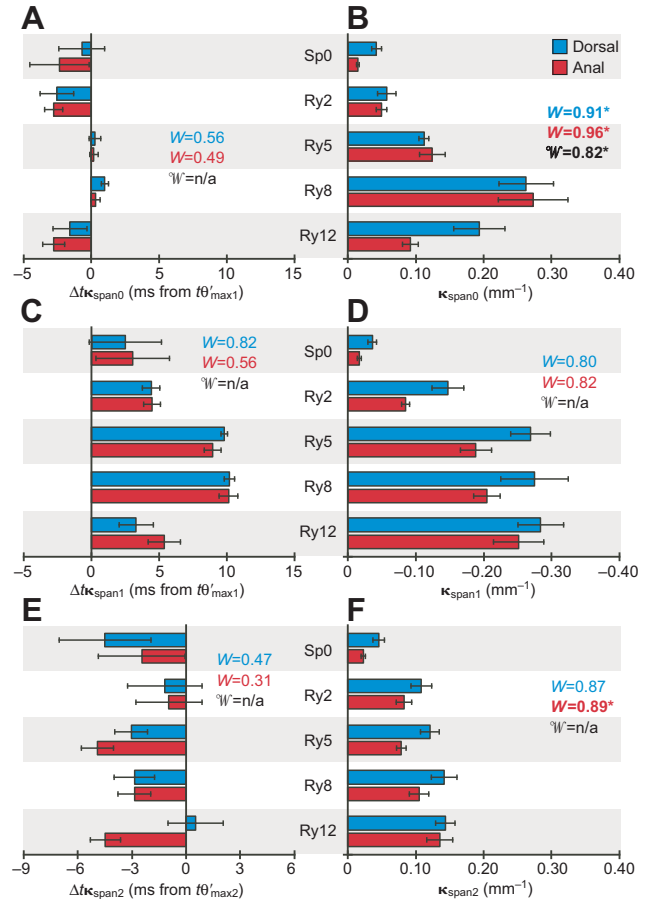 A
B
Sp0
Dorsal
Anal
Ry2
W=0.91*
W=0.56
Ry5
W=0.96*
W=0.49
𝒲=0.82*
𝒲=n/a
Ry8
Ry12
−5 0 5 10 15
0 0.10 0.20 0.30 0.40
Δtκspan0 (ms from tθ′max1)
κspan0 (mm−1)
C
D
Sp0
W=0.82
W=0.80
W=0.56
W=0.82
𝒲=n/a
Ry2
𝒲=n/a
Ry5
Ry8
Ry12
−5 0 5 10 15
0 −0.10 −0.20 −0.30 −0.40
Δtκspan1 (ms from tθ′max1)
κspan1 (mm−1)
E
F
Sp0
W=0.47
W=0.31
𝒲=n/a
Ry2
W=0.87
W=0.89*
Ry5
𝒲=n/a
Ry8
Ry12
−9 −6 −3 0 3 6
0 0.10 0.20 0.30 0.40
Δtκspan2 (ms from tθ′max2)
κspan2 (mm−1)